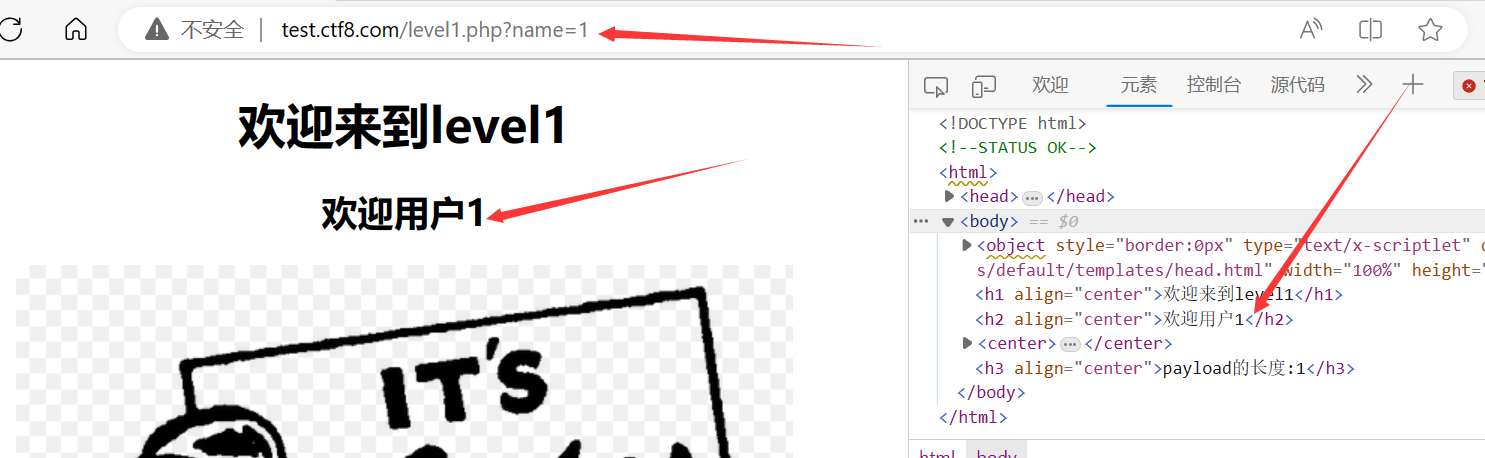 不安全 test.ctf8.com/level1.php?name=1
欢迎来到level1
欢迎用户1
IT'S
欢迎 元素 控制台 源代码
<!DOCTYPE html>
<!--STATUS OK-->
<html>
<head>…</head>
<body> == $0
<object style="border:0px" type="text/x-scriptlet"
s/default/templates/head.html" width="100%" height="
<h1 align="center">欢迎来到level1</h1>
<h2 align="center">欢迎用户1</h2>
<center>…</center>
<h3 align="center">payload的长度:1</h3>
</body>
</html>
html body